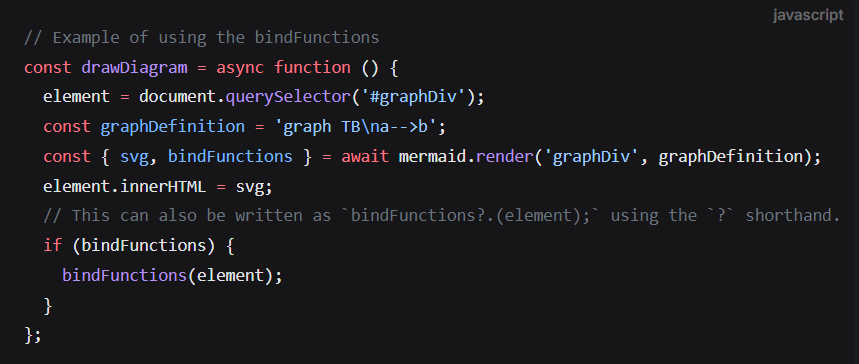 javascript
// Example of using the bindFunctions
const drawDiagram = async function () {
  element = document.querySelector('#graphDiv');
  const graphDefinition = 'graph TB\na-->b';
  const { svg, bindFunctions } = await mermaid.render('graphDiv', graphDefinition);
  element.innerHTML = svg;
  // This can also be written as `bindFunctions?.(element);` using the `?` shorthand.
  if (bindFunctions) {
    bindFunctions(element);
  }
};